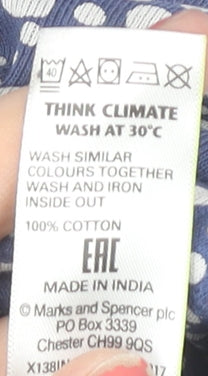 40
THINK CLIMATE
WASH AT 30°C
WASH SIMILAR
COLOURS TOGETHER
WASH AND IRON
INSIDE OUT
100% COTTON
EAC
MADE IN INDIA
© Marks and Spencer plc
PO Box 3339
Chester CH99 9QS